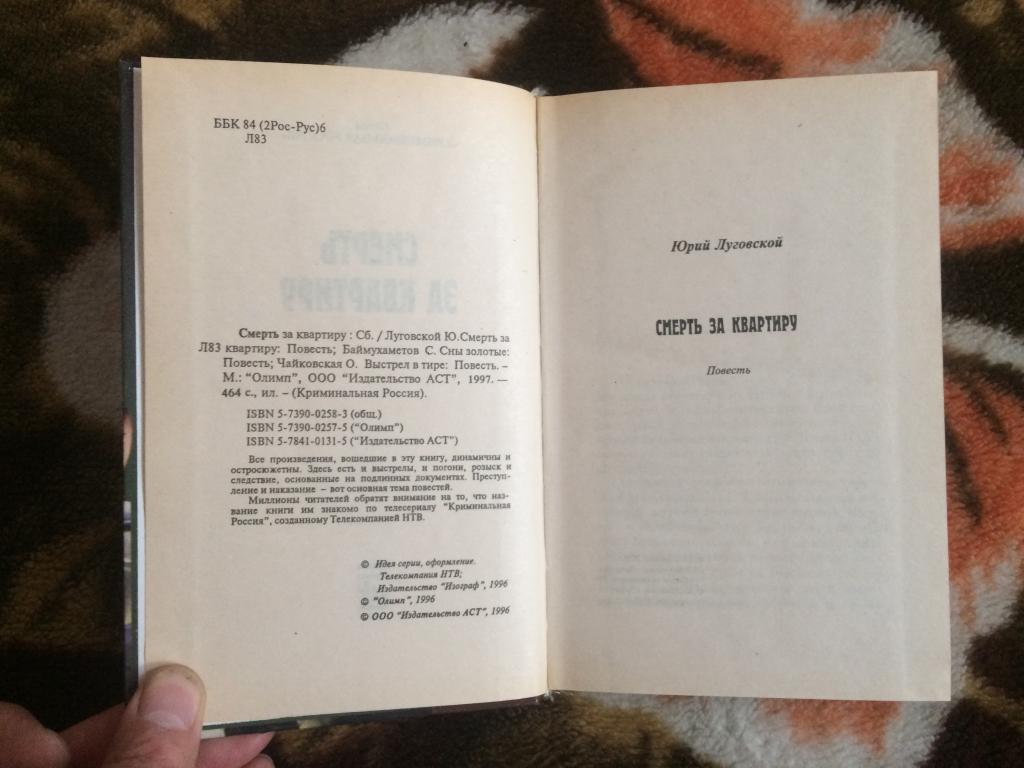 ББК 84 (2Рос-Рус)6
Л83
Смерть за квартиру : Сб. / Луговской Ю.Смерть за
Л83 квартиру: Повесть; Баймухаметов С. Сны золотые:
Повесть; Чайковская О. Выстрел в тире: Повесть. –
М.: "Олимп", ООО "Издательство АСТ", 1997. —
464 с., ил. – (Криминальная Россия).
ISBN 5-7390-0258-3 (общ.)
ISBN 5-7390-0257-5 ("Олимп")
ISBN 5-7841-0131-5 ("Издательство АСТ")
Все произведения, вошедшие в эту книгу, динамичны и
остросюжетны. Здесь есть и выстрелы, и погони, розыск и
следствие, основанные на подлинных документах. Преступ-
ление и наказание – вот основная тема повестей.
Миллионы читателей обратят внимание на то, что наз-
вание книги им знакомо по телесериалу "Криминальная
Россия", созданному Телекомпанией НТВ.
© Идея серии, оформление.
Телекомпания НТВ;
Издательство "Изограф", 1996
© "Олимп", 1996
© ООО "Издательство АСТ", 1996
Юрий Луговской
СМЕРТЬ ЗА КВАРТИРУ
Повесть